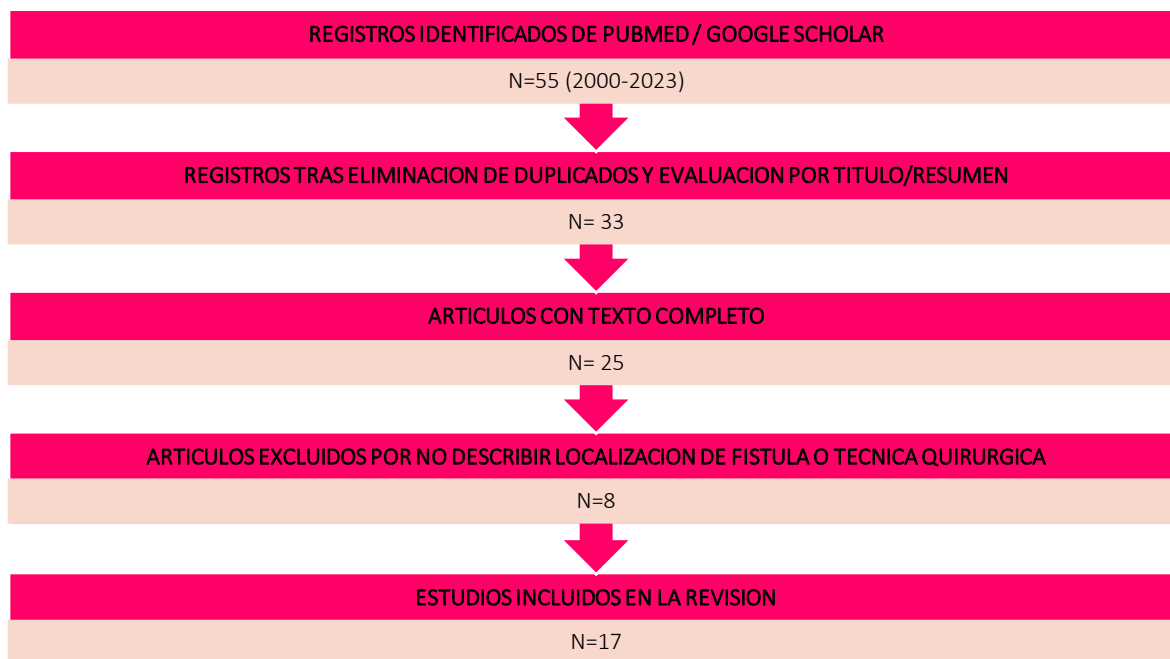 REGISTROS IDENTIFICADOS DE PUBMED / GOOGLE SCHOLAR
N=55 (2000-2023)
REGISTROS TRAS ELIMINACION DE DUPLICADOS Y EVALUACION POR TITULO/RESUMEN
N= 33
ARTICULOS CON TEXTO COMPLETO
N= 25
ARTICULOS EXCLUIDOS POR NO DESCRIBIR LOCALIZACION DE FISTULA O TECNICA QUIRURGICA
N=8
ESTUDIOS INCLUIDOS EN LA REVISION
N=17